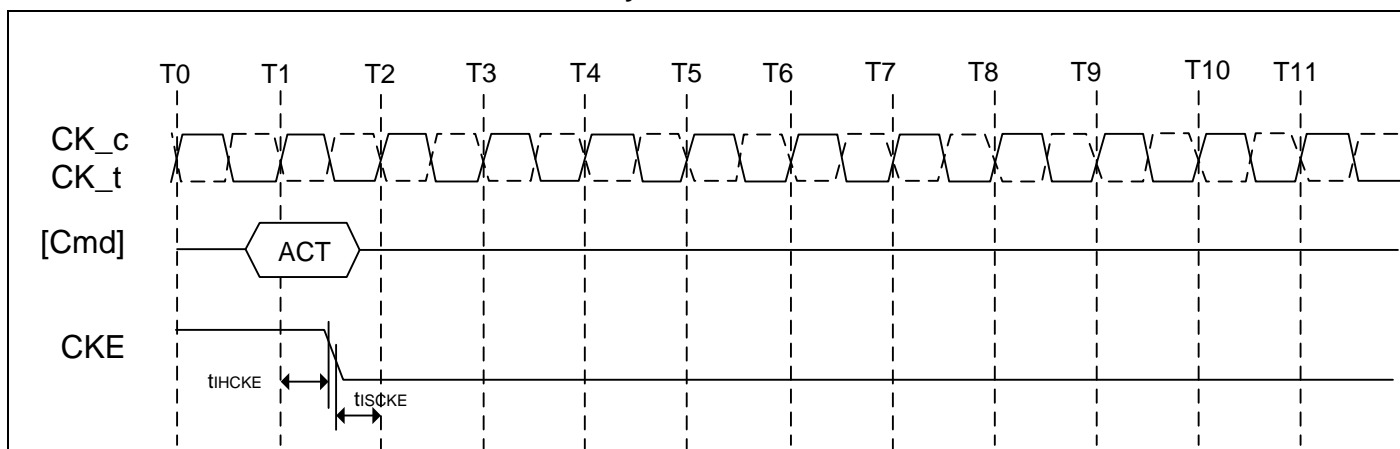 T0 T1 T2 T3 T4 T5 T6 T7 T8 T9 T10 T11
CK_c
CK_t
[Cmd] ACT
CKE
tIHCKE
tISCKE